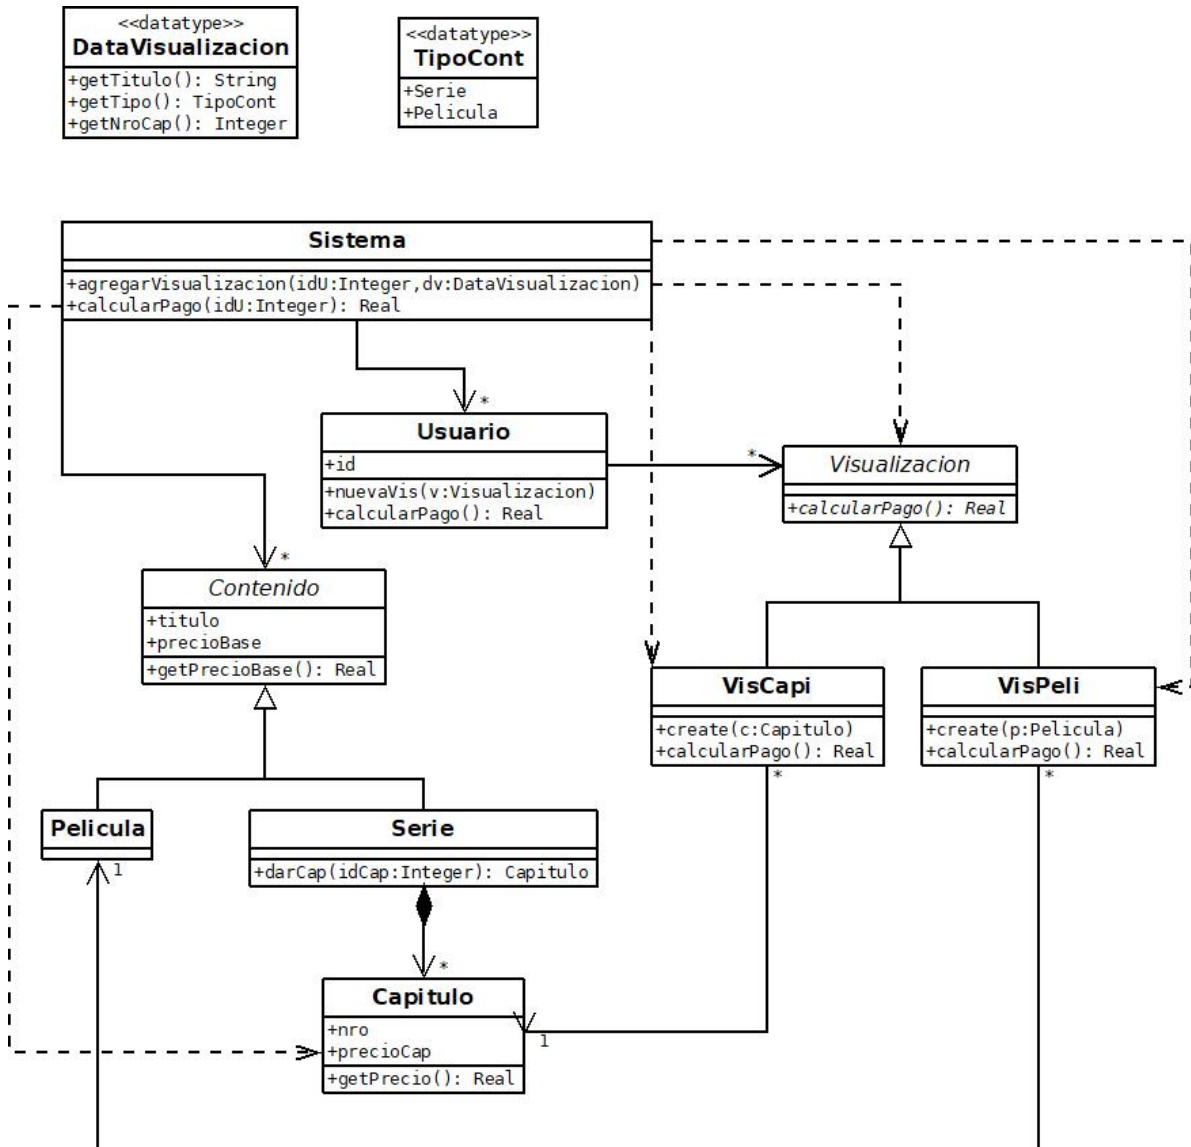 <<datatype>>
DataVisualizacion
+getTitulo(): String
+getTipo(): TipoCont
+getNroCap(): Integer
<<datatype>>
TipoCont
+Serie
+Pelicula
Sistema
+agregarVisualizacion(idU:Integer,dv:DataVisualizacion)
+calcularPago(idU:Integer): Real
*
Usuario
+id
+nuevaVis(v:Visualizacion)
+calcularPago(): Real
*
Visualizacion
+calcularPago(): Real
*
Contenido
+titulo
+precioBase
+getPrecioBase(): Real
VisCapi
+create(c:Capitulo)
+calcularPago(): Real
*
VisPeli
+create(p:Pelicula)
+calcularPago(): Real
*
Pelicula
1
Serie
+darCap(idCap:Integer): Capitulo
*
Capitulo
+nro
+precioCap
+getPrecio(): Real
1